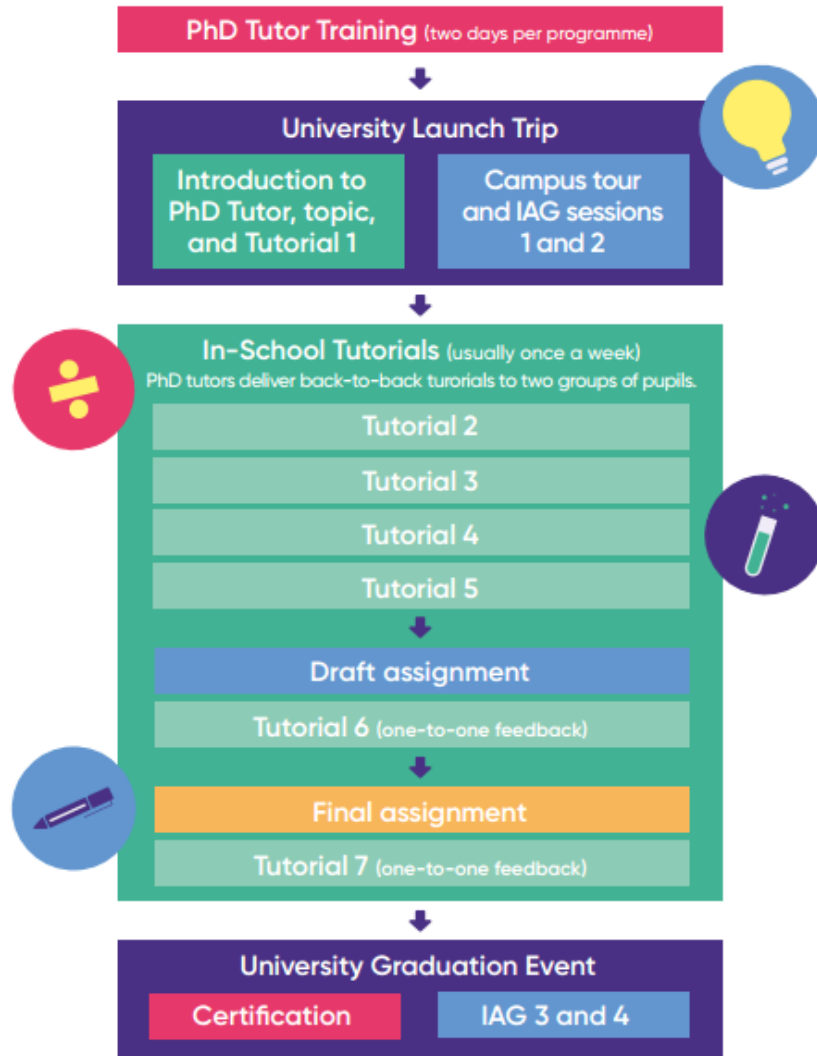 PhD Tutor Training (two days per programme)
University Launch Trip
Introduction to
PhD Tutor, topic,
and Tutorial 1
Campus tour
and IAG sessions
1 and 2
In-School Tutorials (usually once a week)
PhD tutors deliver back-to-back turorials to two groups of pupils.
Tutorial 2
Tutorial 3
Tutorial 4
Tutorial 5
Draft assignment
Tutorial 6 (one-to-one feedback)
Final assignment
Tutorial 7 (one-to-one feedback)
University Graduation Event
Certification
IAG 3 and 4